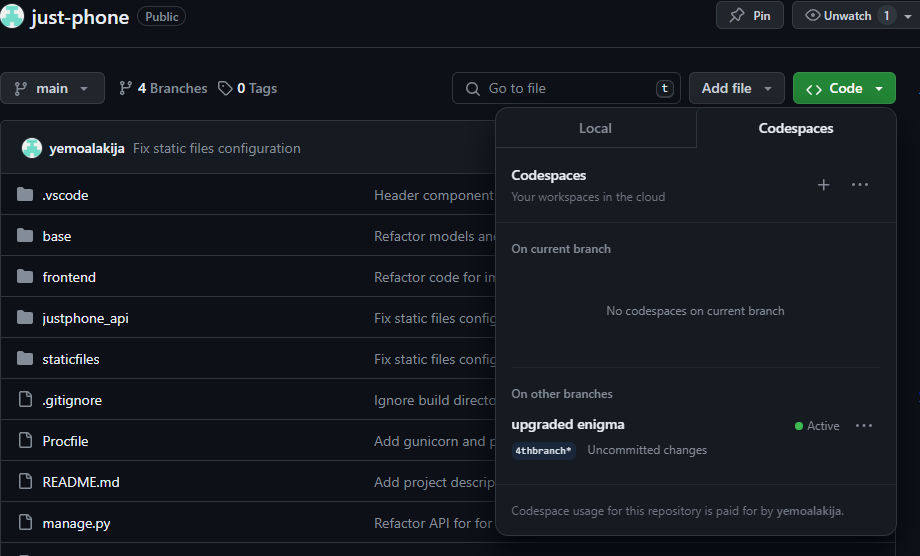 just-phone Public Pin Unwatch 1
main 4 Branches 0 Tags Go to file t Add file Code
Local Codespaces
yemoalakija Fix static files configuration
Codespaces
Your workspaces in the cloud
.vscode Header component
On current branch
base Refactor models and
frontend Refactor code for im
No codespaces on current branch
justphone_api Fix static files config
staticfiles Fix static files config
On other branches
.gitignore Ignore build directo
upgraded enigma Active
4thbranch* Uncommitted changes
Procfile Add gunicorn and p
README.md Add project descrip
Codespace usage for this repository is paid for by yemoalakija.
manage.py Refactor API for for